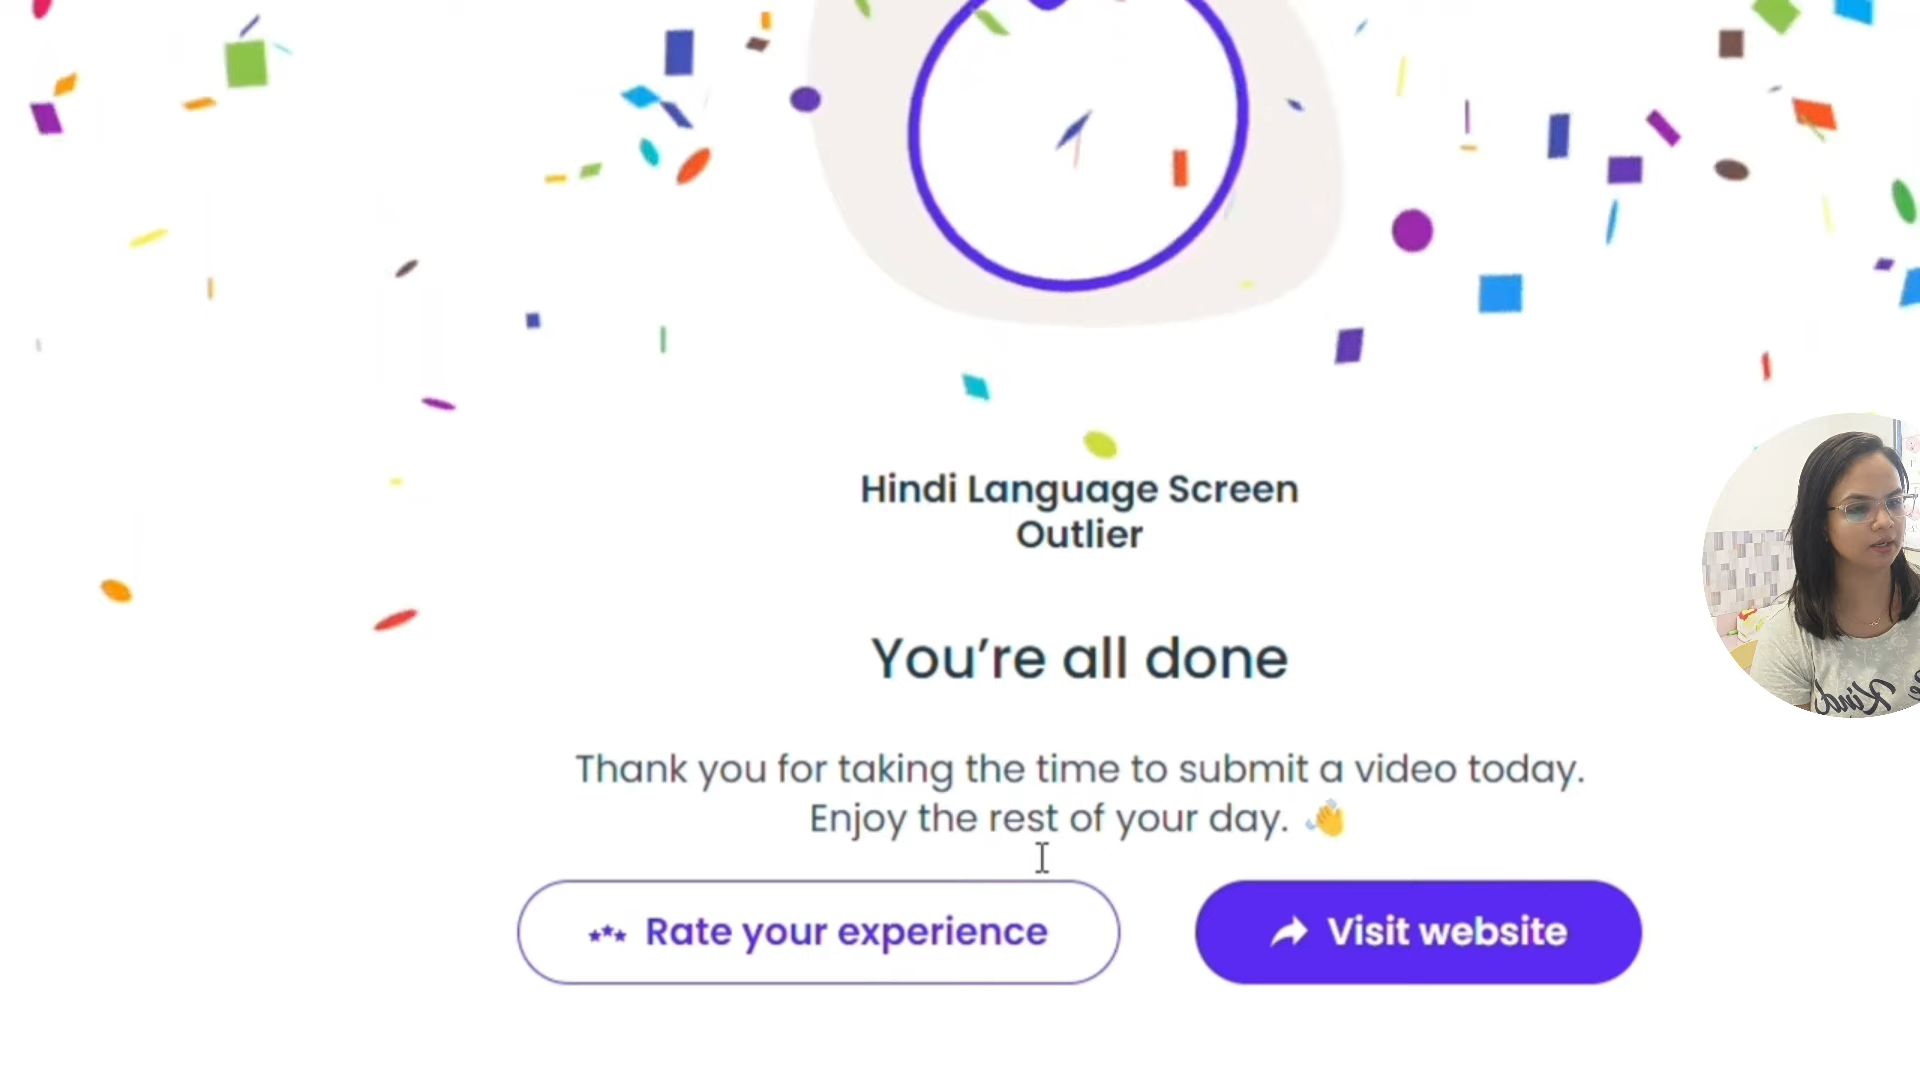 Hindi Language Screen
Outlier
You’re all done
Thank you for taking the time to submit a video today.
Enjoy the rest of your day. 👋
Rate your experience
Visit website
Kind